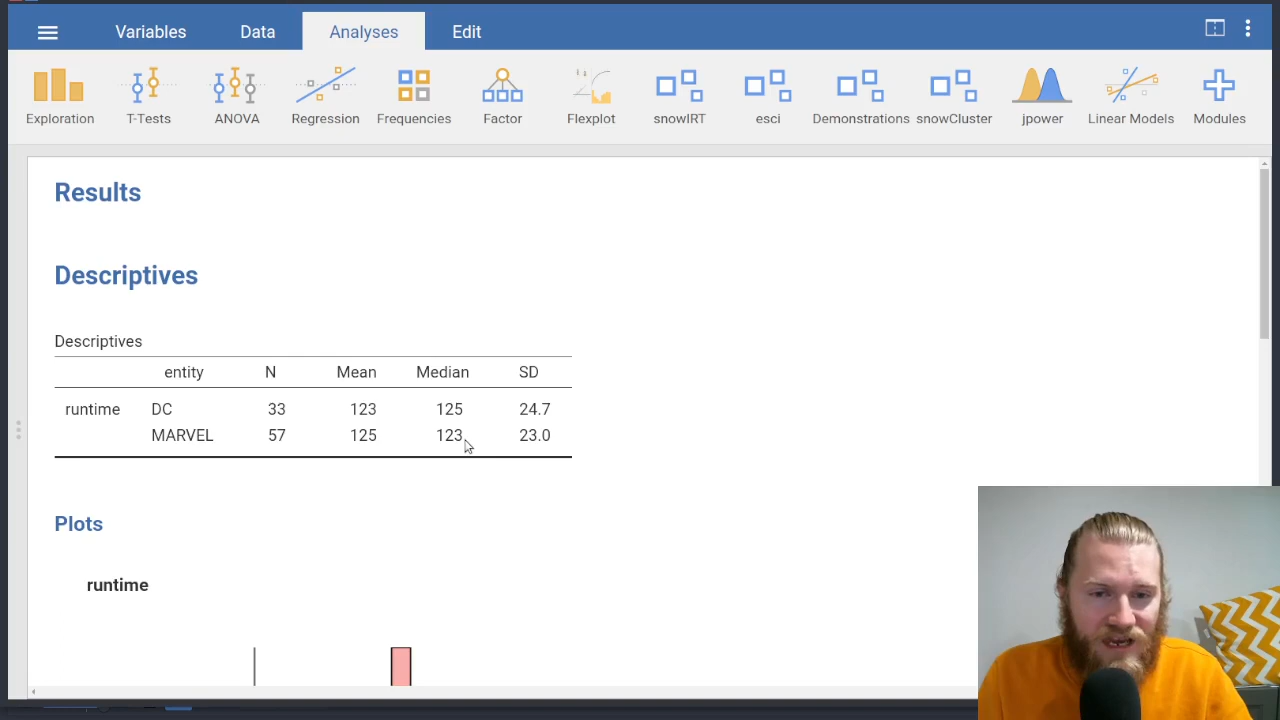 Variables Data Analyses Edit
Exploration T-Tests ANOVA Regression Frequencies Factor Flexplot snowIRT esci Demonstrations snowCluster jpower Linear Models Modules
Results
Descriptives
Descriptives
entity N Mean Median SD
runtime DC 33 123 125 24.7
MARVEL 57 125 123 23.0
Plots
runtime